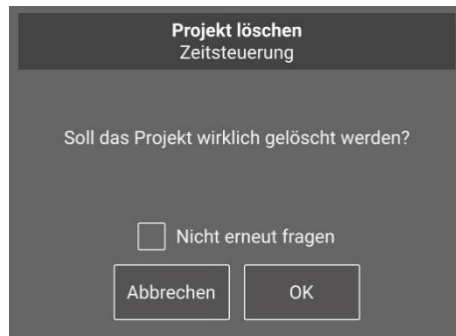 Projekt löschen
Zeitsteuerung
Soll das Projekt wirklich gelöscht werden?
Nicht erneut fragen
Abbrechen
OK